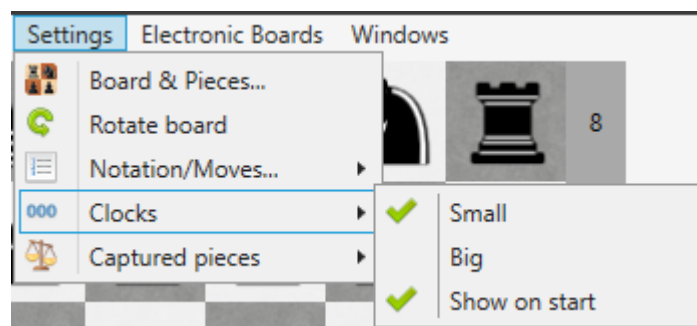 Settings Electronic Boards Windows
Board & Pieces...
Rotate board
8
Notation/Moves...
000 Clocks
Small
Captured pieces
Big
Show on start